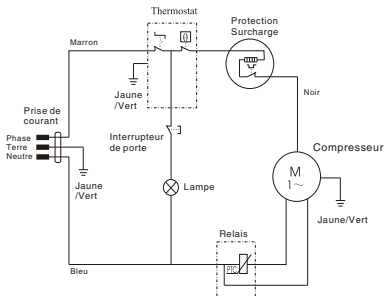 Thermostat
Protection
Surcharge
Marron
θ
Jaune
/Vert
Noir
Prise de
courant
Phase
Terre
Neutre
Interrupteur
de porte
Compresseur
M
1~
Jaune
/Vert
Lampe
Jaune/Vert
Relais
PTC
Bleu